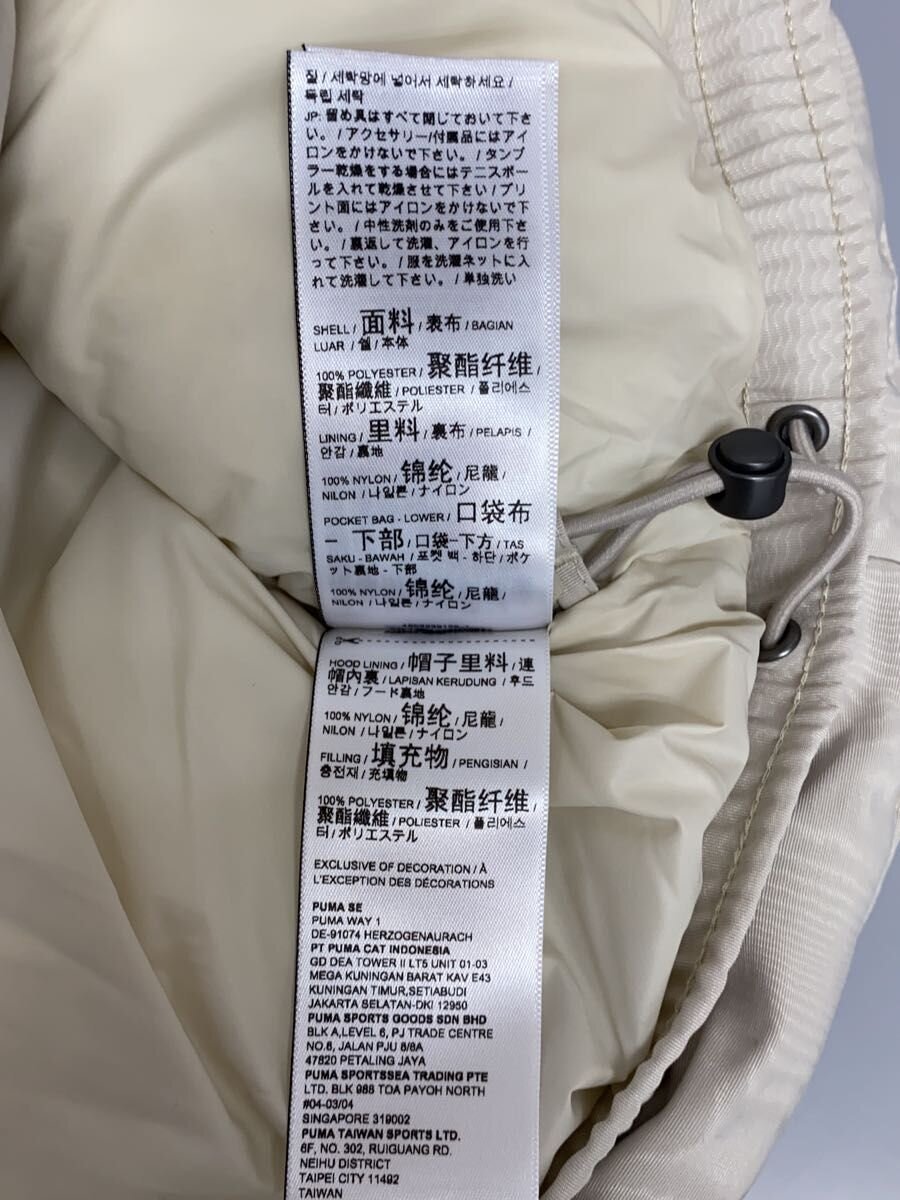 질 / 세탁망에 넣어서 세탁하세요 /
독립 세탁
JP: 留め具はすべて閉じておいて下さ
い。/ アクセサリー/付属品にはアイ
ロンをかけないで下さい。/ タンブ
ラー乾燥をする場合にはテニスボー
ルを入れて乾燥させて下さい / プリ
ント面にはアイロンをかけないで下
さい。/ 中性洗剤のみをご使用下さ
い。/ 裏返して洗濯、アイロンを行
って下さい。/ 服を洗濯ネットに入
れて洗濯して下さい。/ 単独洗い
SHELL / 面料 / 表布 / BAGIAN
LUAR / 쉘 / 本体
100% POLYESTER / 聚酯纤维 /
聚酯纖維 / POLIESTER / 폴리에스
터 / ポリエステル
LINING / 里料 / 裏布 / PELAPIS /
안감 / 裏地
100% NYLON / 锦纶 / 尼龍 /
NILON / 나일론 / ナイロン
POCKET BAG - LOWER / 口袋布
- 下部 / 口袋-下方 / TAS
SAKU - BAWAH / 포켓 백 - 하단 / ポケ
ット裏地 - 下部
100% NYLON / 锦纶 / 尼龍 /
NILON / 나일론 / ナイロン
HOOD LINING / 帽子里料 / 連
帽內裏 / LAPISAN KERUDUNG / 후드
안감 / フード裏地
100% NYLON / 锦纶 / 尼龍 /
NILON / 나일론 / ナイロン
FILLING / 填充物 / PENGISIAN /
충전재 / 充填物
100% POLYESTER / 聚酯纤维 /
聚酯纖維 / POLIESTER / 폴리에스
터 / ポリエステル
EXCLUSIVE OF DECORATION / À
L'EXCEPTION DES DÉCORATIONS
PUMA SE
PUMA WAY 1
DE-91074 HERZOGENAURACH
PT PUMA CAT INDONESIA
GD DEA TOWER II LT5 UNIT 01-03
MEGA KUNINGAN BARAT KAV E43
KUNINGAN TIMUR,SETIABUDI
JAKARTA SELATAN-DKI 12950
PUMA SPORTS GOODS SDN BHD
BLK A,LEVEL 6, PJ TRADE CENTRE
NO.8, JALAN PJU 8/8A
47820 PETALING JAYA
PUMA SPORTSSEA TRADING PTE
LTD. BLK 988 TOA PAYOH NORTH
#04-03/04
SINGAPORE 319002
PUMA TAIWAN SPORTS LTD.
6F, NO. 302, RUIGUANG RD.
NEIHU DISTRICT
TAIPEI CITY 11492
TAIWAN